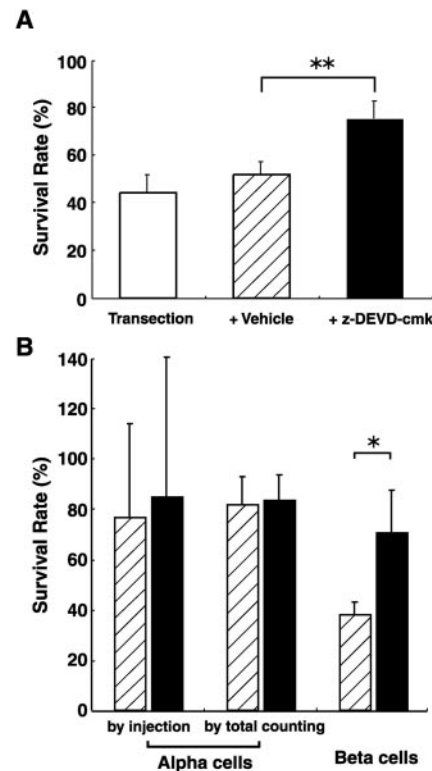 A
Survival Rate (%)
100
80
60
40
20
0
**
Transection
+ Vehicle
+ z-DEVD-cmk
B
Survival Rate (%)
140
120
100
80
60
40
20
0
*
by injection
by total counting
Alpha cells
Beta cells